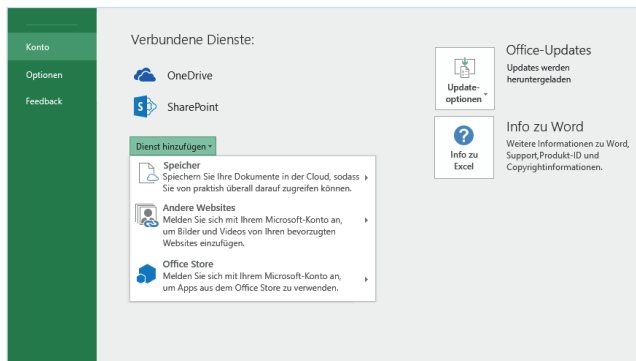 Konto
Optionen
Feedback
Verbundene Dienste:
OneDrive
S
SharePoint
Dienst hinzufügen
Speicher
Spiechern Sie Ihre Dokumente in der Cloud, sodass
Sie von praktish überall darauf zugreifen können.
Andere Websites
Melden Sie sich mit Ihrem Microsoft-Konto an,
um Bilder und Videos von Ihren bevorzugten
Websites einzufügen.
Office Store
Melden Sie sich mit Ihrem Microsoft-Konto an,
um Apps aus dem Office Store zu verwenden.
Update-
optionen
Office-Updates
Updates werden
heruntergeladen
?
Info zu
Excel
Info zu Word
Weitere Informationen zu Word,
Support,Produkt-ID und
Copyrightinformationen.